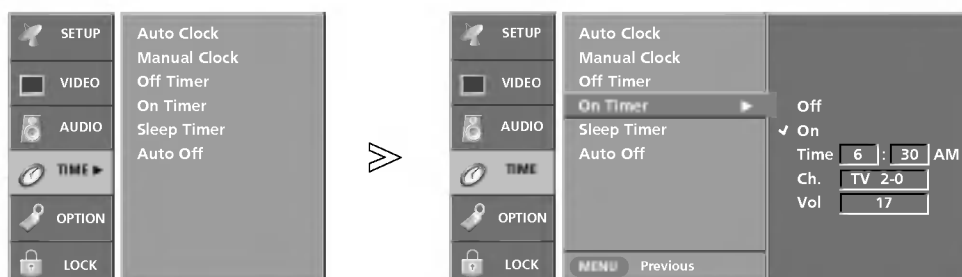 SETUP
VIDEO
AUDIO
TIME ▶
OPTION
LOCK
Auto Clock
Manual Clock
Off Timer
On Timer
Sleep Timer
Auto Off
>>
SETUP
VIDEO
AUDIO
TIME
OPTION
LOCK
Auto Clock
Manual Clock
Off Timer
On Timer ▶
Sleep Timer
Auto Off
MENU Previous
Off
✓ On
Time 6 : 30 AM
Ch. TV 2-0
Vol 17